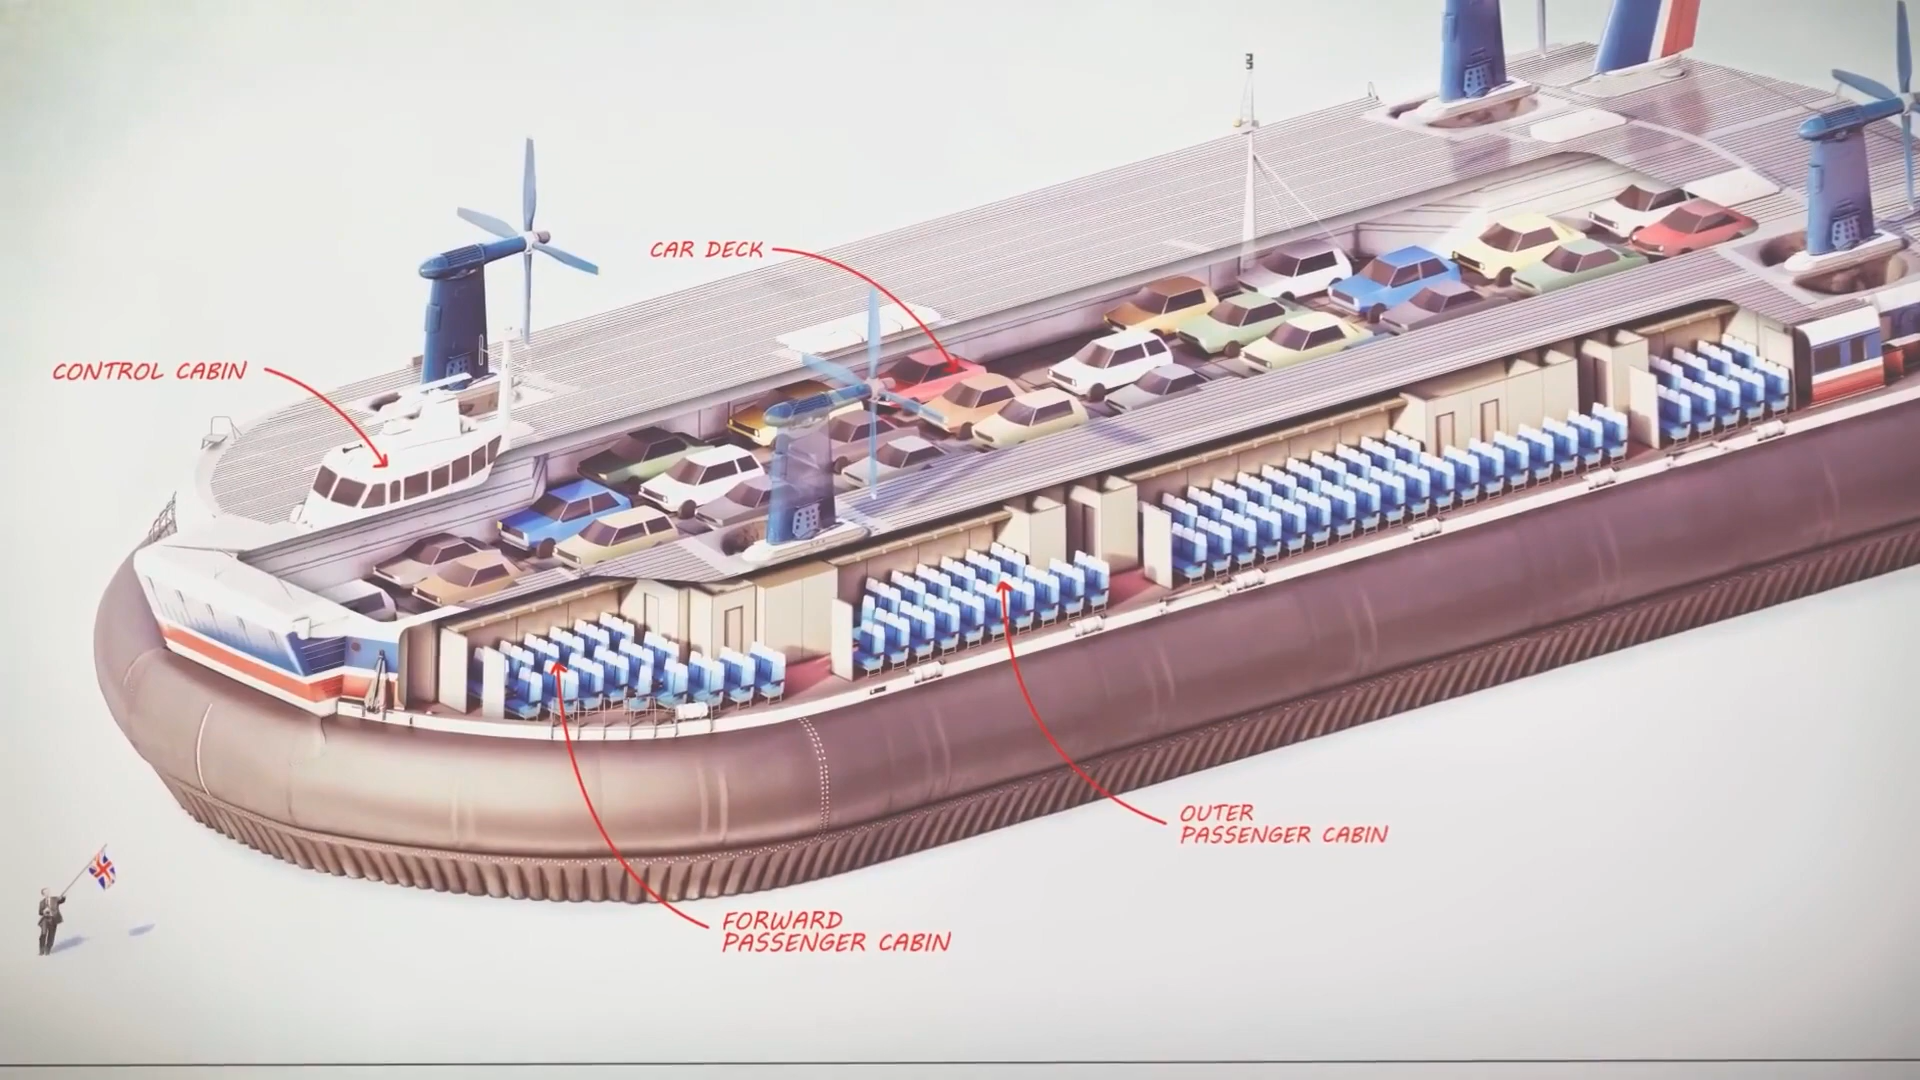 CAR DECK
CONTROL CABIN
OUTER
PASSENGER CABIN
FORWARD
PASSENGER CABIN